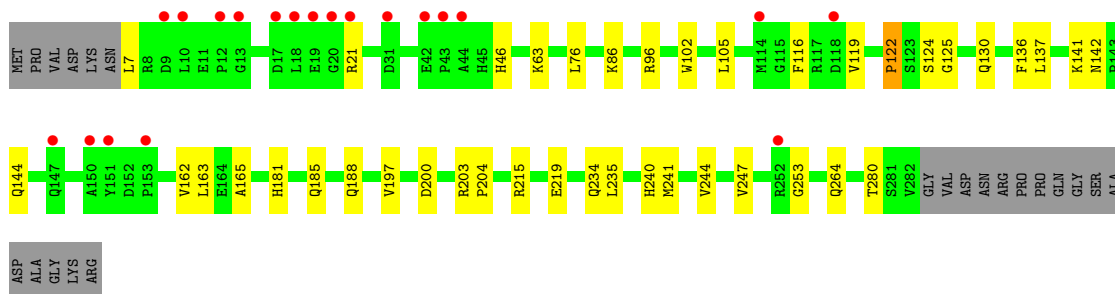 MET PRO VAL ASP LYS ASN L7 R8 D9 L10 E11 P12 G13 D17 L18 E19 G20 R21 D31 E42 P43 A44 H45 H46 K63 L76 K86 R96 W102 L105 M114 G115 F116 R117 D118 V119 P122 S123 S124 G125 Q130 F136 L137 K141 N142
Q144 Q147 A150 Y151 D152 P153 V162 L163 E164 A165 H181 Q185 Q188 V197 D200 R203 P204 R215 E219 Q234 L235 H240 M241 V244 V247 R252 G253 Q264 T280 S281 V282 GLY VAL ASP ASN ARG PRO PRO GLN GLY GLY SER ALA
ASP ALA GLY LYS ARG